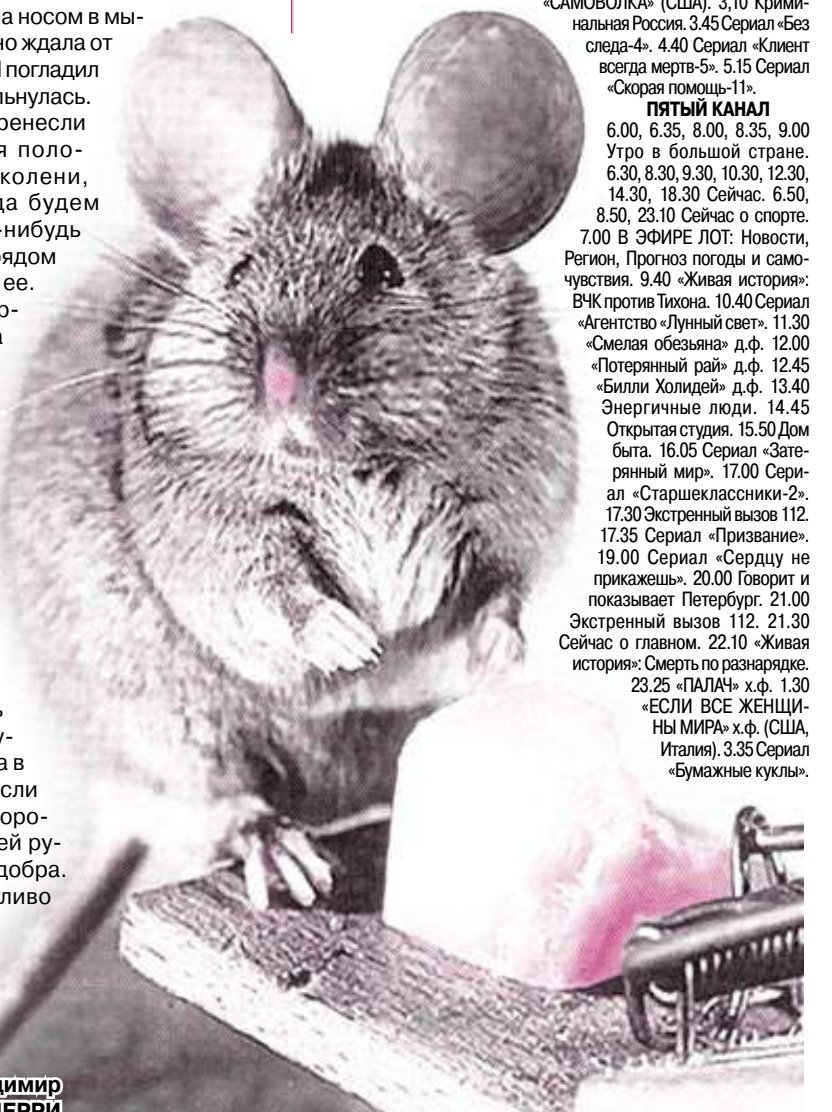 а носом в мы-
но ждала от
погладил
льнулась.
ренесли
я поло-
колени,
да будем
-нибудь
рядом
ее.
р-
а
ь
у-
а в
сли
оро-
ей ру-
добра.
тливо
димир
ЧЕРРИ
«САМОВОЛКА» (США). 3,10 Крими-
нальная Россия. 3.45 Сериал «Без
следа-4». 4.40 Сериал «Клиент
всегда мертв-5». 5.15 Сериал
«Скорая помощь-11».
ПЯТЫЙ КАНАЛ
6.00, 6.35, 8.00, 8.35, 9.00
Утро в большой стране.
6.30, 8.30, 9.30, 10.30, 12.30,
14.30, 18.30 Сейчас. 6.50,
8.50, 23.10 Сейчас о спорте.
7.00 В ЭФИРЕ ЛОТ: Новости,
Регион, Прогноз погоды и само-
чувствия. 9.40 «Живая история»:
ВЧК против Тихона. 10.40 Сериал
«Агентство «Лунный свет». 11.30
«Смелая обезьяна» д.ф. 12.00
«Потерянный рай» д.ф. 12.45
«Билли Холидей» д.ф. 13.40
Энергичные люди. 14.45
Открытая студия. 15.50 Дом
быта. 16.05 Сериал «Зате-
рянный мир». 17.00 Сери-
ал «Старшеклассники-2».
17.30 Экстренный вызов 112.
17.35 Сериал «Призвание».
19.00 Сериал «Сердцу не
прикажешь». 20.00 Говорит и
показывает Петербург. 21.00
Экстренный вызов 112. 21.30
Сейчас о главном. 22.10 «Живая
история»: Смерть по разнарядке.
23.25 «ПАЛАЧ» х.ф. 1.30
«ЕСЛИ ВСЕ ЖЕНЩИ-
НЫ МИРА» х.ф. (США,
Италия). 3.35 Сериал
«Бумажные куклы».